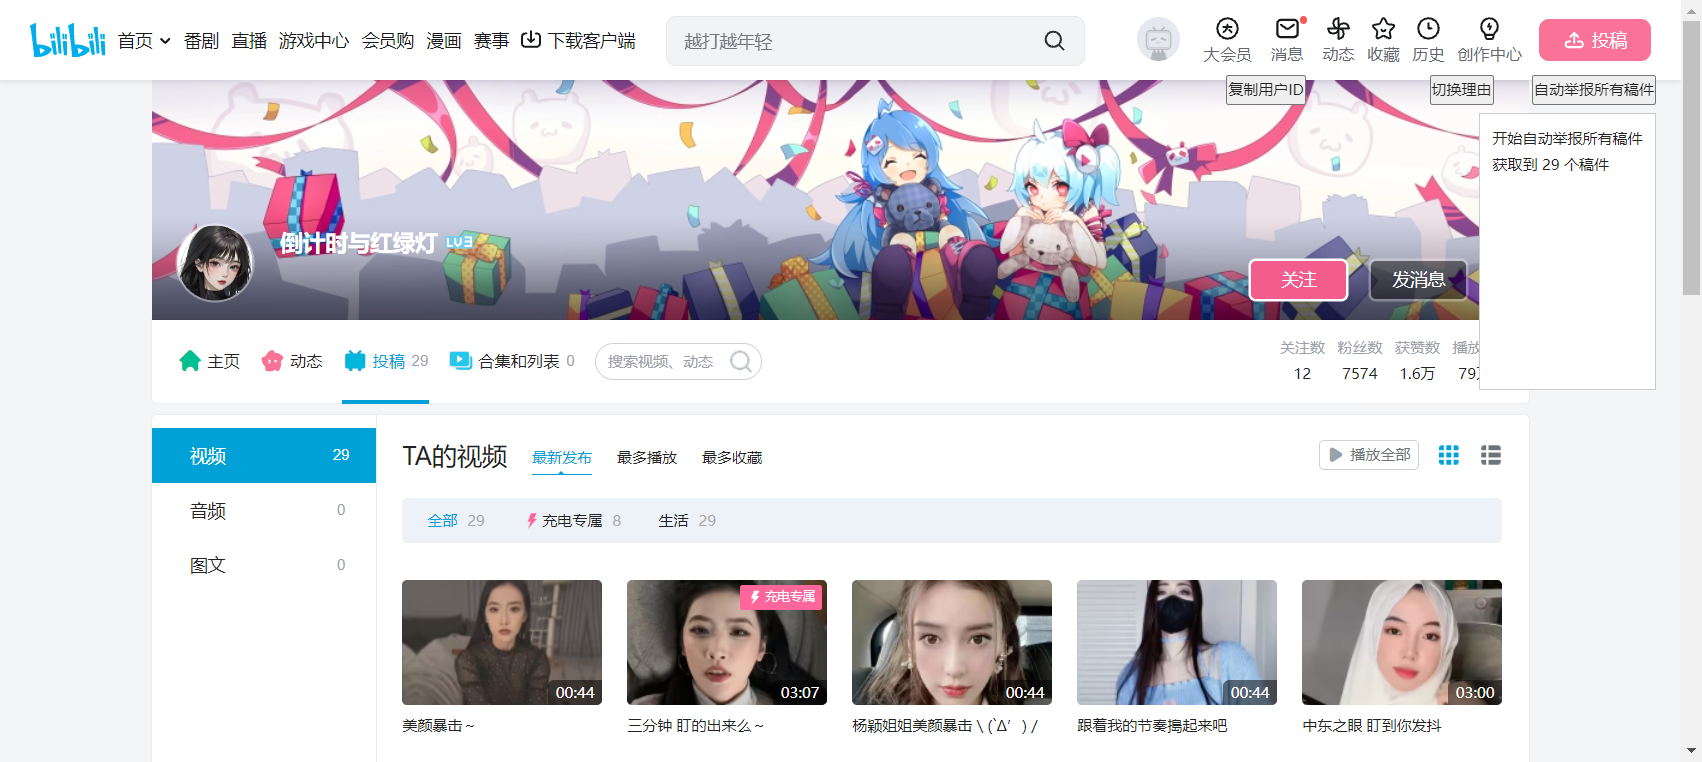 bilibili
首页
番剧
直播
游戏中心
会员购
漫画
赛事
下载客户端
越打越年轻
大会员
消息
动态
收藏
历史
创作中心
投稿
复制用户ID
切换理由
自动举报所有稿件
开始自动举报所有稿件
获取到 29 个稿件
倒计时与红绿灯 LV3
关注
发消息
主页
动态
投稿 29
合集和列表 0
搜索视频、动态
关注数 粉丝数 获赞数 播放
12 7574 1.6万 79
视频 29
音频 0
图文 0
TA的视频
最新发布
最多播放
最多收藏
播放全部
全部 29
充电专属 8
生活 29
充电专属
00:44
03:07
00:44
00:44
03:00
美颜暴击～
三分钟 盯的出来么～
杨颖姐姐美颜暴击 \ (`Δ′) /
跟着我的节奏搗起来吧
中东之眼 盯到你发抖